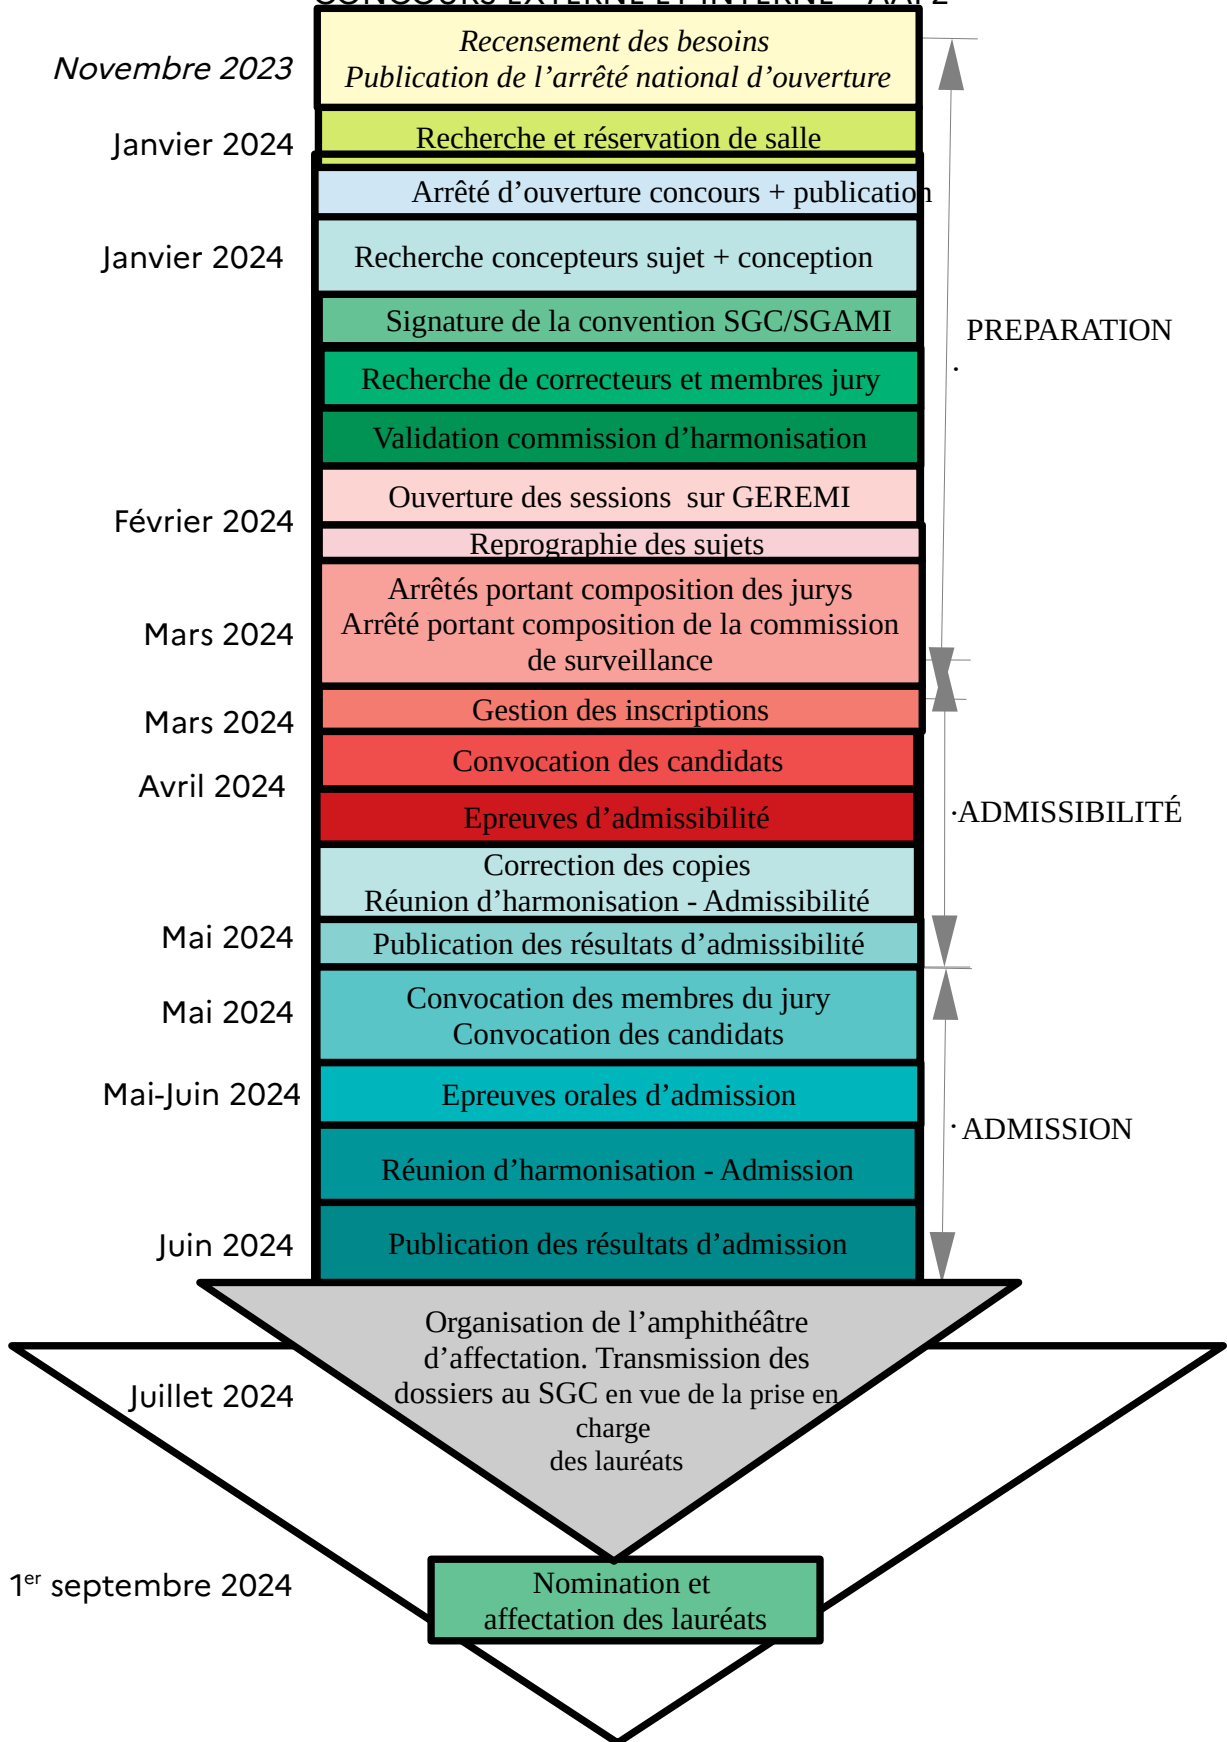 CONCOURS EXTERNE ET INTERNE - AAP2
Novembre 2023
Recensement des besoins
Publication de l’arrêté national d’ouverture
Janvier 2024
Recherche et réservation de salle
Arrêté d’ouverture concours + publication
Janvier 2024
Recherche concepteurs sujet + conception
Signature de la convention SGC/SGAMI
PREPARATION
Recherche de correcteurs et membres jury
Validation commission d’harmonisation
Ouverture des sessions sur GEREMI
Février 2024
Reprographie des sujets
Arrêtés portant composition des jurys
Arrêté portant composition de la commission
de surveillance
Mars 2024
Gestion des inscriptions
Mars 2024
Convocation des candidats
Avril 2024
Epreuves d’admissibilité
·ADMISSIBILITÉ
Correction des copies
Réunion d’harmonisation - Admissibilité
Mai 2024
Publication des résultats d’admissibilité
Mai 2024
Convocation des membres du jury
Convocation des candidats
Mai-Juin 2024
Epreuves orales d’admission
· ADMISSION
Réunion d’harmonisation - Admission
Juin 2024
Publication des résultats d’admission
Organisation de l’amphithéâtre
d’affectation. Transmission des
dossiers au SGC en vue de la prise en
charge
des lauréats
Juillet 2024
1er septembre 2024
Nomination et
affectation des lauréats